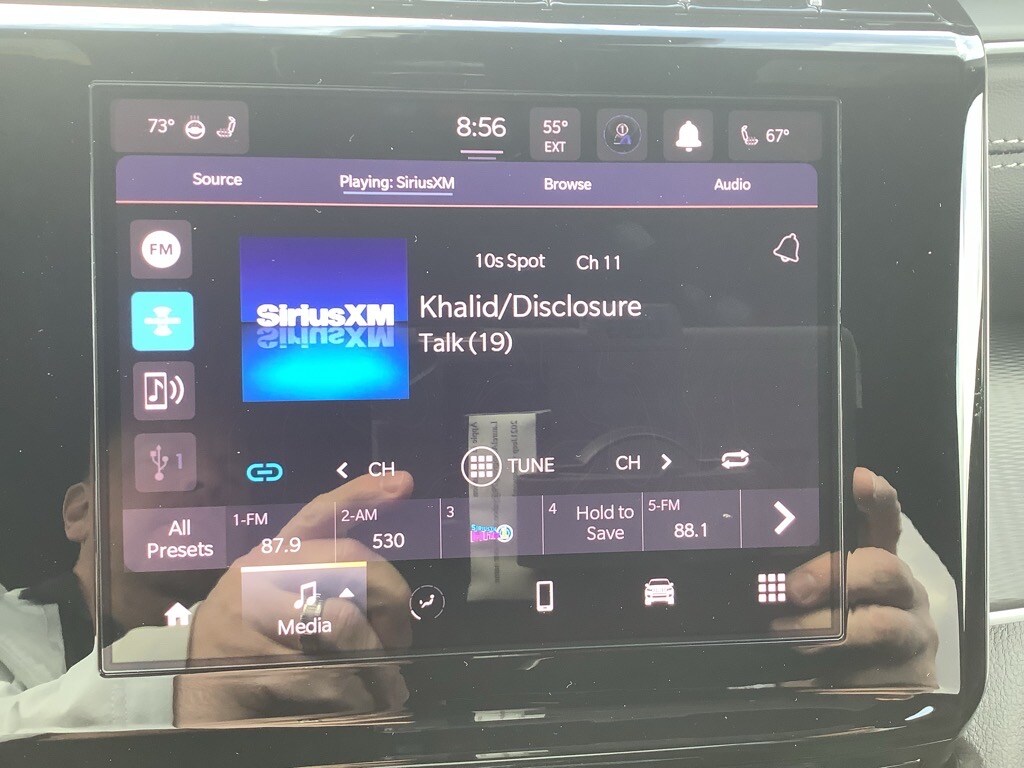 73°
8:56
55°
EXT
67°
Source
Playing: SiriusXM
Browse
Audio
FM
10s Spot
Ch 11
SiriusXM
Khalid/Disclosure
Talk (19)
1
CH
TUNE
CH
All
Presets
1-FM
87.9
2-AM
530
3
4
Hold to
Save
5-FM
88.1
Media